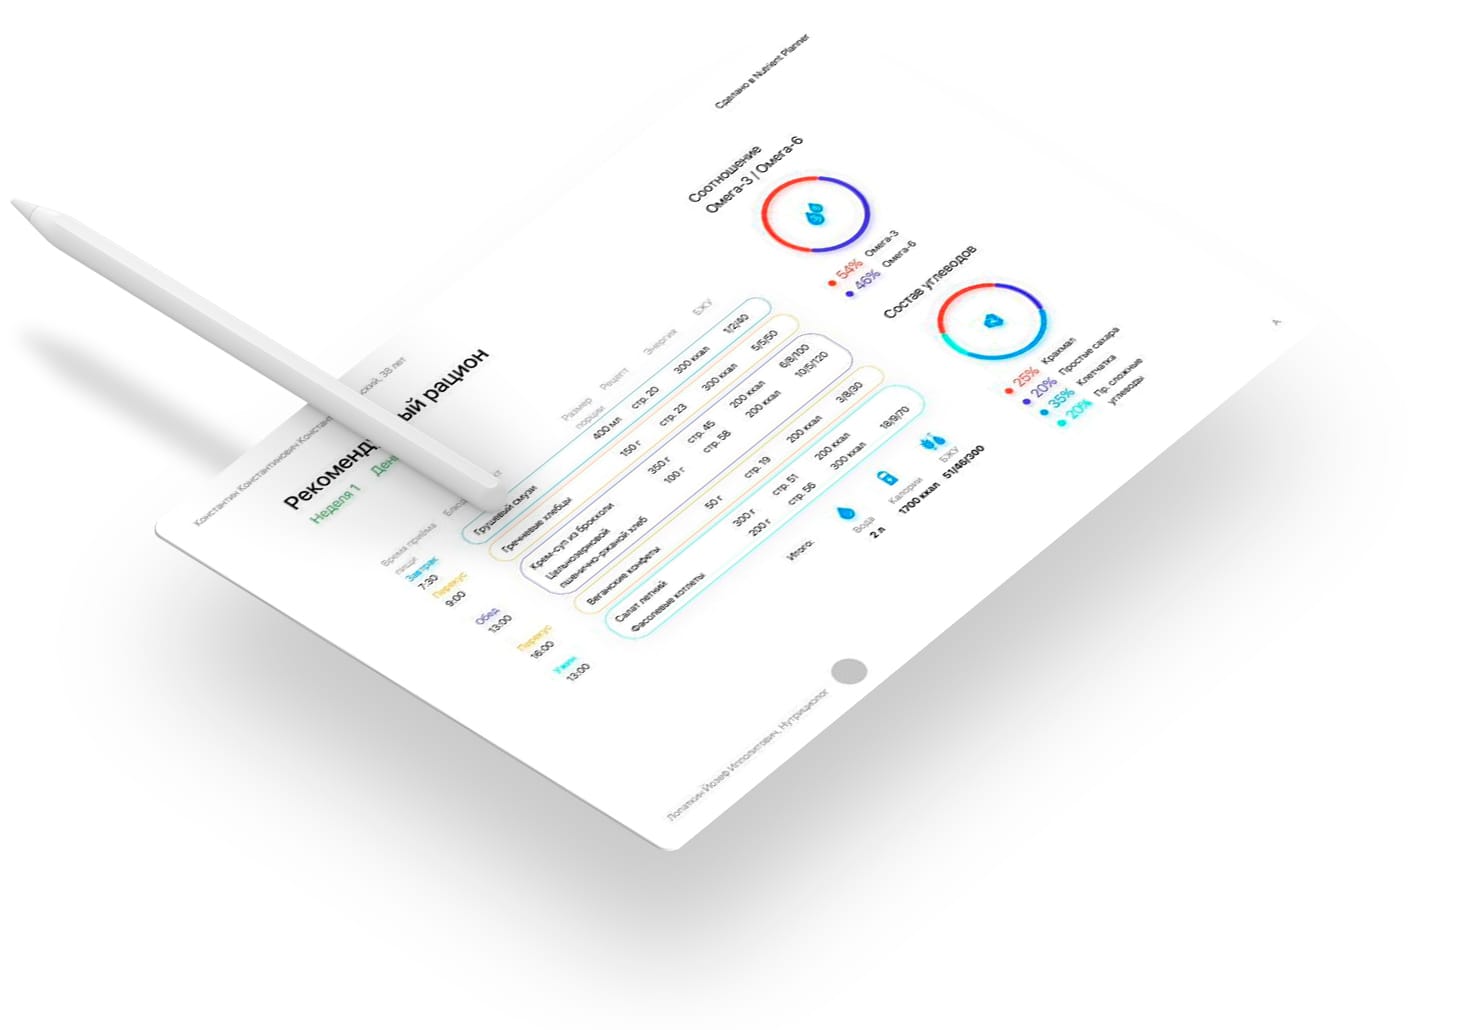 Константин Константинович Констан ский, 38 лет
Сделано в Nutrient Planner
Рекоменд ый рацион
Неделя 1 Ден
Время приёма пищи
Размер порции
Рецепт
Энергия
БЖУ
Завтрак
7:30
Грушевый смузи 400 мл стр. 20 300 ккал 1/2/40
Перекус
9:00
Гречневые хлебцы 150 г стр. 23 300 ккал 5/5/50
Обед
13:00
Крем-суп из брокколи 350 г стр. 45 200 ккал 6/8/100
Цельнозерновой пшенично-ржаной хлеб 100 г стр. 58 200 ккал 10/5/120
Перекус
16:00
Веганские конфеты 50 г стр. 19 200 ккал 3/8/30
Ужин
13:00
Салат летний 300 г стр. 51 200 ккал 18/9/70
Фасолевые котлеты 200 г стр. 56 300 ккал
Итого:
Вода
2 л
Калории
1700 ккал
БЖУ
51/46/300
Соотношение
Омега-3 / Омега-6
54% Омега-3
46% Омега-6
Состав углеводов
25% Крахмал
20% Простые сахара
35% Клетчатка
20% Пр. сложные
углеводы
Лопаткин Йозеф Ипполитович, Нутрициолог
A